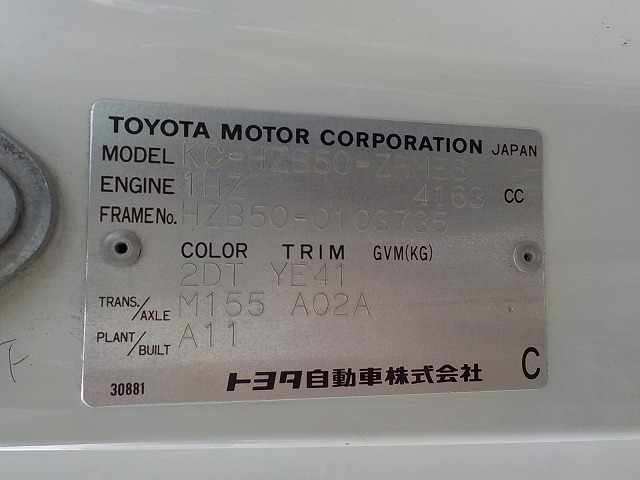 TOYOTA MOTOR CORPORATION JAPAN
MODEL KC-HZB50-ZRMES
ENGINE 1HZ 4163 CC
FRAME No. HZB50-0103735
COLOR TRIM GVM(KG)
2DT YE41
TRANS./AXLE M155 A02A
PLANT/BUILT A11
30881 トヨタ自動車株式会社 C
下